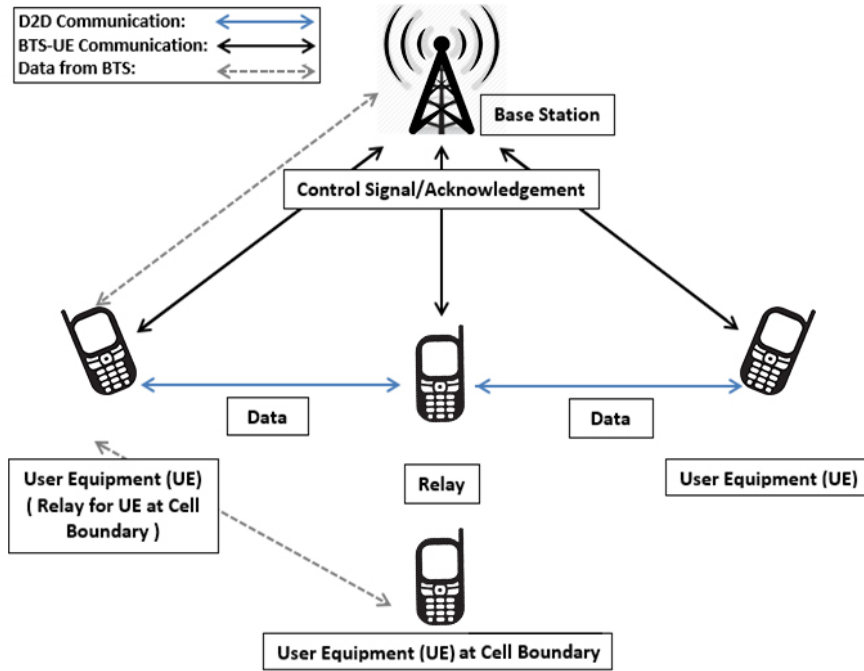 D2D Communication:
BTS-UE Communication:
Data from BTS:
Base Station
Control Signal/Acknowledgement
Data
Data
User Equipment (UE)
( Relay for UE at Cell
Boundary )
Relay
User Equipment (UE)
User Equipment (UE) at Cell Boundary